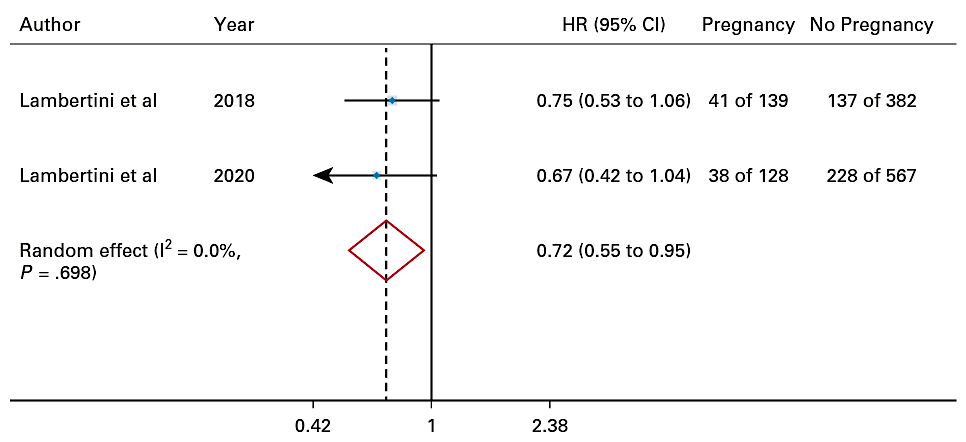 Author Year HR (95% CI) Pregnancy No Pregnancy
Lambertini et al 2018 0.75 (0.53 to 1.06) 41 of 139 137 of 382
Lambertini et al 2020 0.67 (0.42 to 1.04) 38 of 128 228 of 567
Random effect (I² = 0.0%, 0.72 (0.55 to 0.95)
P = .698)
0.42 1 2.38